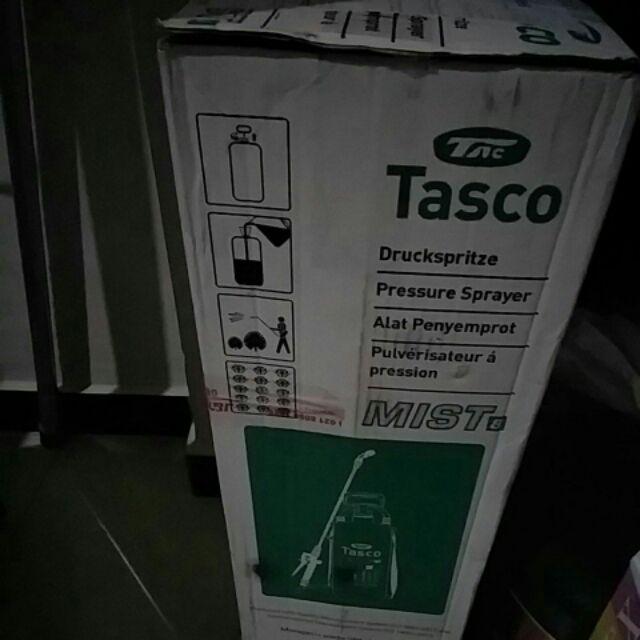 TAC
Tasco
Druckspritze
Pressure Sprayer
Alat Penyemprot
Pulvérisateur á
pression
MIST
Tasco